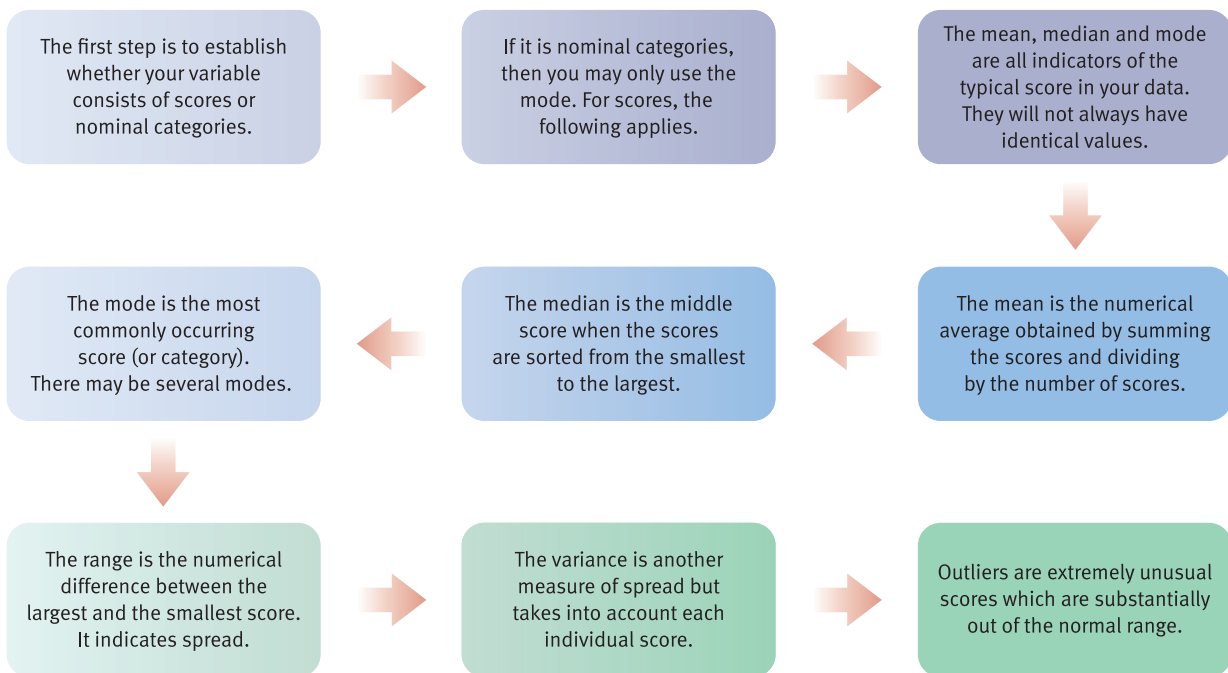 The first step is to establish
whether your variable
consists of scores or
nominal categories.
If it is nominal categories,
then you may only use the
mode. For scores, the
following applies.
The mean, median and mode
are all indicators of the
typical score in your data.
They will not always have
identical values.
The mean is the numerical
average obtained by summing
the scores and dividing
by the number of scores.
The median is the middle
score when the scores
are sorted from the smallest
to the largest.
The mode is the most
commonly occurring
score (or category).
There may be several modes.
The range is the numerical
difference between the
largest and the smallest score.
It indicates spread.
The variance is another
measure of spread but
takes into account each
individual score.
Outliers are extremely unusual
scores which are substantially
out of the normal range.